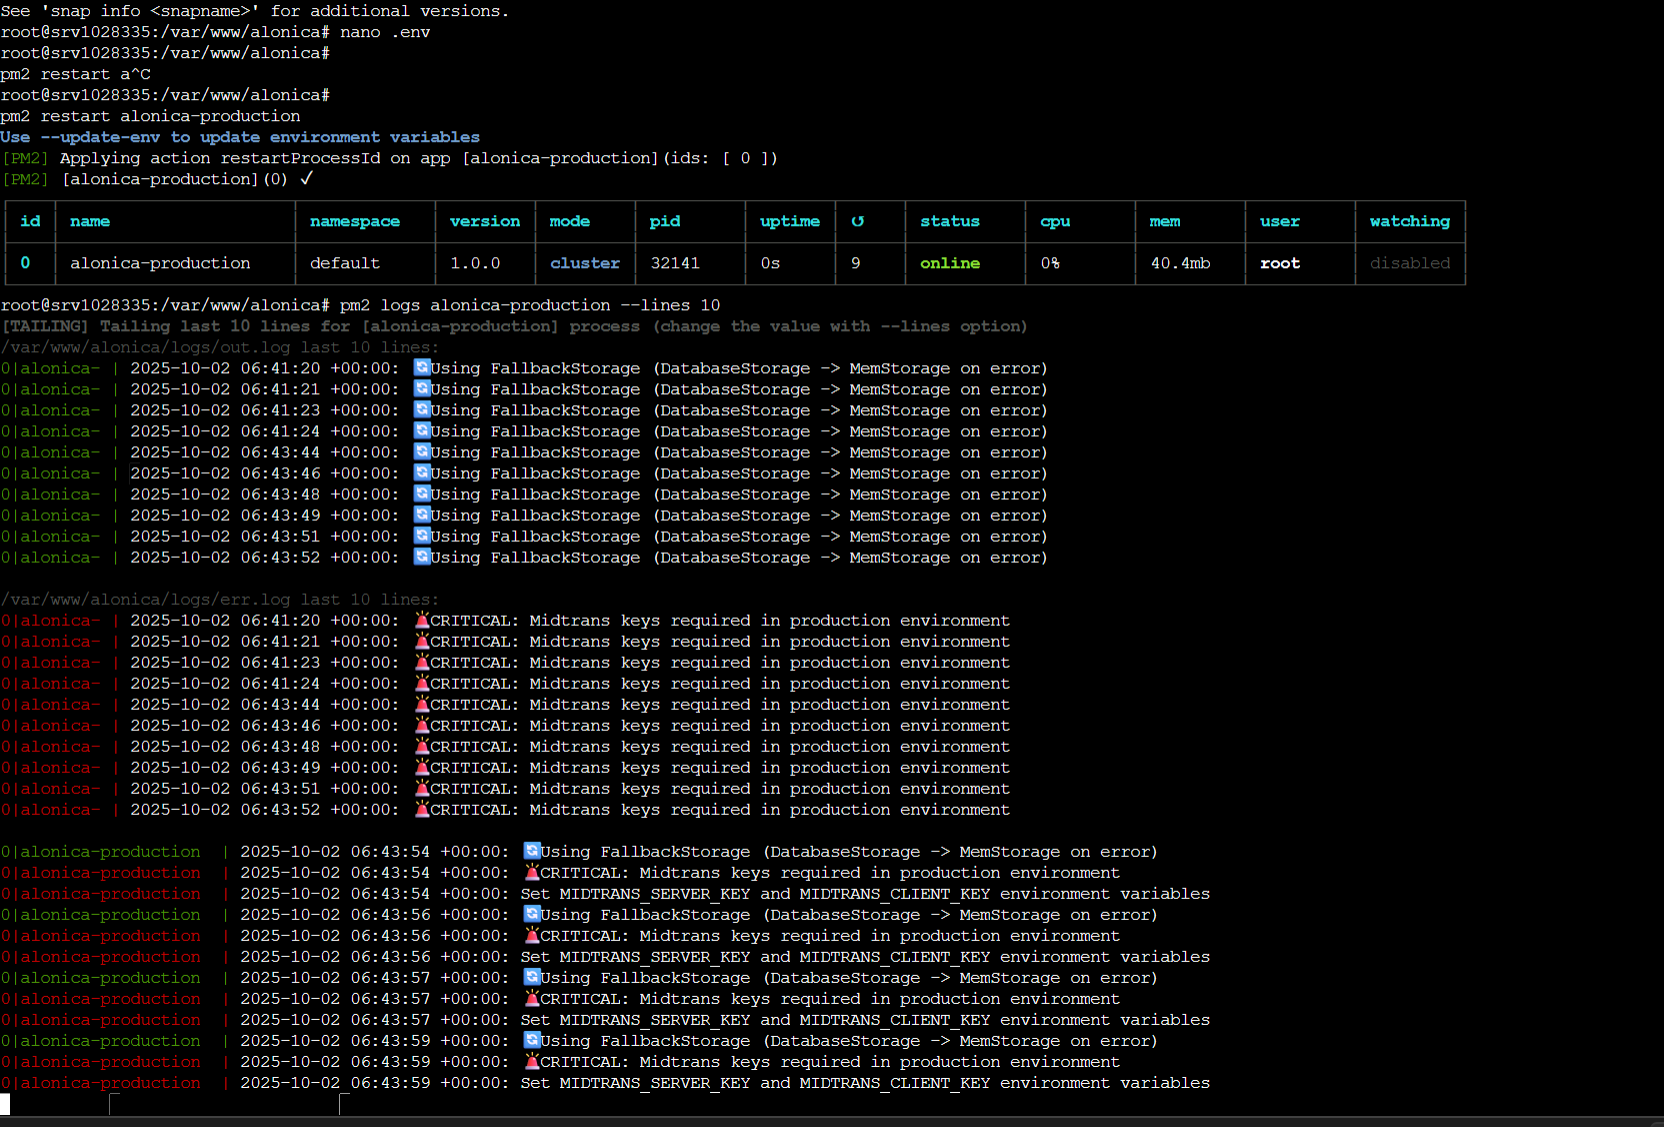 See 'snap info <snapname>' for additional versions.
root@srv1028335:/var/www/alonica# nano .env
root@srv1028335:/var/www/alonica#
pm2 restart a^C
root@srv1028335:/var/www/alonica#
pm2 restart alonica-production
Use --update-env to update environment variables
[PM2] Applying action restartProcessId on app [alonica-production](ids: [ 0 ])
[PM2] [alonica-production](0) ✓
id name namespace version mode pid uptime ↺ status cpu mem user watching
0 alonica-production default 1.0.0 cluster 32141 0s 9 online 0% 40.4mb root disabled
root@srv1028335:/var/www/alonica# pm2 logs alonica-production --lines 10
[TAILING] Tailing last 10 lines for [alonica-production] process (change the value with --lines option)
/var/www/alonica/logs/out.log last 10 lines:
0|alonica- | 2025-10-02 06:41:20 +00:00: 🔄Using FallbackStorage (DatabaseStorage -> MemStorage on error)
0|alonica- | 2025-10-02 06:41:21 +00:00: 🔄Using FallbackStorage (DatabaseStorage -> MemStorage on error)
0|alonica- | 2025-10-02 06:41:23 +00:00: 🔄Using FallbackStorage (DatabaseStorage -> MemStorage on error)
0|alonica- | 2025-10-02 06:41:24 +00:00: 🔄Using FallbackStorage (DatabaseStorage -> MemStorage on error)
0|alonica- | 2025-10-02 06:43:44 +00:00: 🔄Using FallbackStorage (DatabaseStorage -> MemStorage on error)
0|alonica- | 2025-10-02 06:43:46 +00:00: 🔄Using FallbackStorage (DatabaseStorage -> MemStorage on error)
0|alonica- | 2025-10-02 06:43:48 +00:00: 🔄Using FallbackStorage (DatabaseStorage -> MemStorage on error)
0|alonica- | 2025-10-02 06:43:49 +00:00: 🔄Using FallbackStorage (DatabaseStorage -> MemStorage on error)
0|alonica- | 2025-10-02 06:43:51 +00:00: 🔄Using FallbackStorage (DatabaseStorage -> MemStorage on error)
0|alonica- | 2025-10-02 06:43:52 +00:00: 🔄Using FallbackStorage (DatabaseStorage -> MemStorage on error)
/var/www/alonica/logs/err.log last 10 lines:
0|alonica- | 2025-10-02 06:41:20 +00:00: 🚨CRITICAL: Midtrans keys required in production environment
0|alonica- | 2025-10-02 06:41:21 +00:00: 🚨CRITICAL: Midtrans keys required in production environment
0|alonica- | 2025-10-02 06:41:23 +00:00: 🚨CRITICAL: Midtrans keys required in production environment
0|alonica- | 2025-10-02 06:41:24 +00:00: 🚨CRITICAL: Midtrans keys required in production environment
0|alonica- | 2025-10-02 06:43:44 +00:00: 🚨CRITICAL: Midtrans keys required in production environment
0|alonica- | 2025-10-02 06:43:46 +00:00: 🚨CRITICAL: Midtrans keys required in production environment
0|alonica- | 2025-10-02 06:43:48 +00:00: 🚨CRITICAL: Midtrans keys required in production environment
0|alonica- | 2025-10-02 06:43:49 +00:00: 🚨CRITICAL: Midtrans keys required in production environment
0|alonica- | 2025-10-02 06:43:51 +00:00: 🚨CRITICAL: Midtrans keys required in production environment
0|alonica- | 2025-10-02 06:43:52 +00:00: 🚨CRITICAL: Midtrans keys required in production environment
0|alonica-production | 2025-10-02 06:43:54 +00:00: 🔄Using FallbackStorage (DatabaseStorage -> MemStorage on error)
0|alonica-production | 2025-10-02 06:43:54 +00:00: 🚨CRITICAL: Midtrans keys required in production environment
0|alonica-production | 2025-10-02 06:43:54 +00:00: Set MIDTRANS_SERVER_KEY and MIDTRANS_CLIENT_KEY environment variables
0|alonica-production | 2025-10-02 06:43:56 +00:00: 🔄Using FallbackStorage (DatabaseStorage -> MemStorage on error)
0|alonica-production | 2025-10-02 06:43:56 +00:00: 🚨CRITICAL: Midtrans keys required in production environment
0|alonica-production | 2025-10-02 06:43:56 +00:00: Set MIDTRANS_SERVER_KEY and MIDTRANS_CLIENT_KEY environment variables
0|alonica-production | 2025-10-02 06:43:57 +00:00: 🔄Using FallbackStorage (DatabaseStorage -> MemStorage on error)
0|alonica-production | 2025-10-02 06:43:57 +00:00: 🚨CRITICAL: Midtrans keys required in production environment
0|alonica-production | 2025-10-02 06:43:57 +00:00: Set MIDTRANS_SERVER_KEY and MIDTRANS_CLIENT_KEY environment variables
0|alonica-production | 2025-10-02 06:43:59 +00:00: 🔄Using FallbackStorage (DatabaseStorage -> MemStorage on error)
0|alonica-production | 2025-10-02 06:43:59 +00:00: 🚨CRITICAL: Midtrans keys required in production environment
0|alonica-production | 2025-10-02 06:43:59 +00:00: Set MIDTRANS_SERVER_KEY and MIDTRANS_CLIENT_KEY environment variables